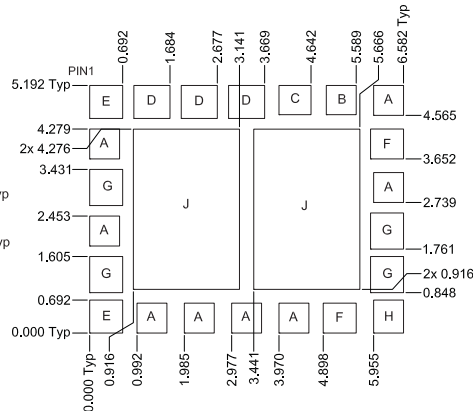 0.692
1.684
2.677
3.141
3.669
4.642
5.589
5.666
6.582 Typ
PIN1
5.192 Typ
E
D
D
D
C
B
A
4.565
4.279
2x 4.276
A
F
3.652
3.431
G
J
J
A
2.739
yp
2.453
A
G
1.761
yp
1.605
G
G
2x 0.916
0.848
0.692
E
A
A
A
A
F
H
0.000 Typ
0.000 Typ
0.916
0.992
1.985
2.977
3.441
3.970
4.898
5.955